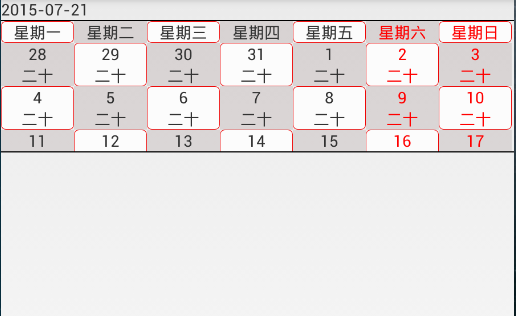 2015-07-21
星期一 星期二 星期三 星期四 星期五 星期六 星期日
28 29 30 31 1 2 3
二十 二十 二十 二十 二十 二十 二十
4 5 6 7 8 9 10
二十 二十 二十 二十 二十 二十 二十
11 12 13 14 15 16 17